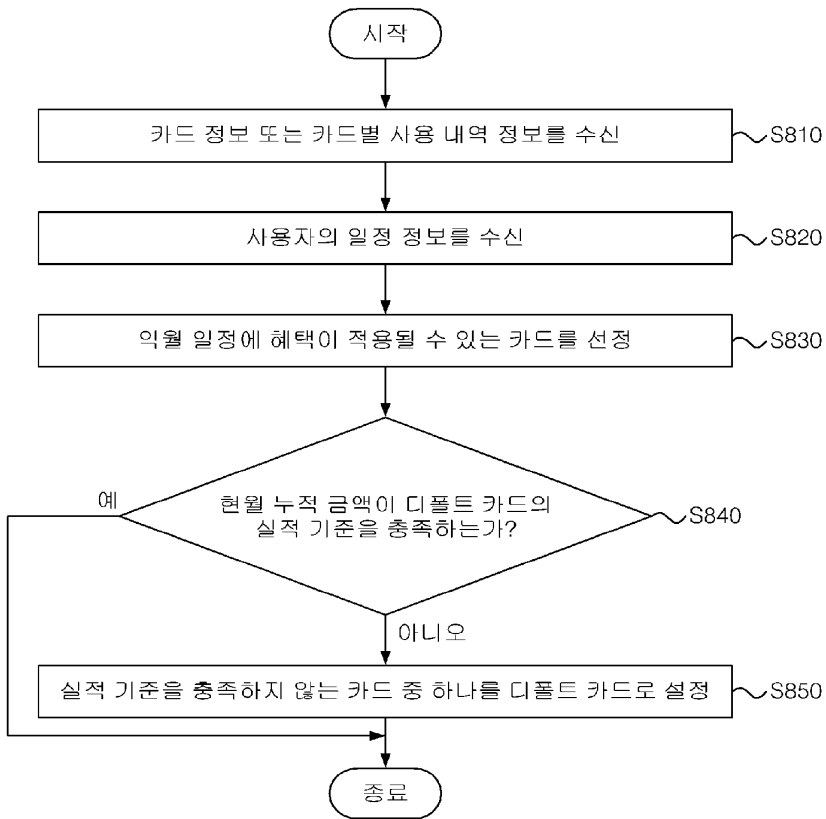 시작
카드 정보 또는 카드별 사용 내역 정보를 수신
S810
사용자의 일정 정보를 수신
S820
익월 일정에 혜택이 적용될 수 있는 카드를 선정
S830
예
현월 누적 금액이 디폴트 카드의
실적 기준을 충족하는가?
S840
아니오
실적 기준을 충족하지 않는 카드 중 하나를 디폴트 카드로 설정
S850
종료